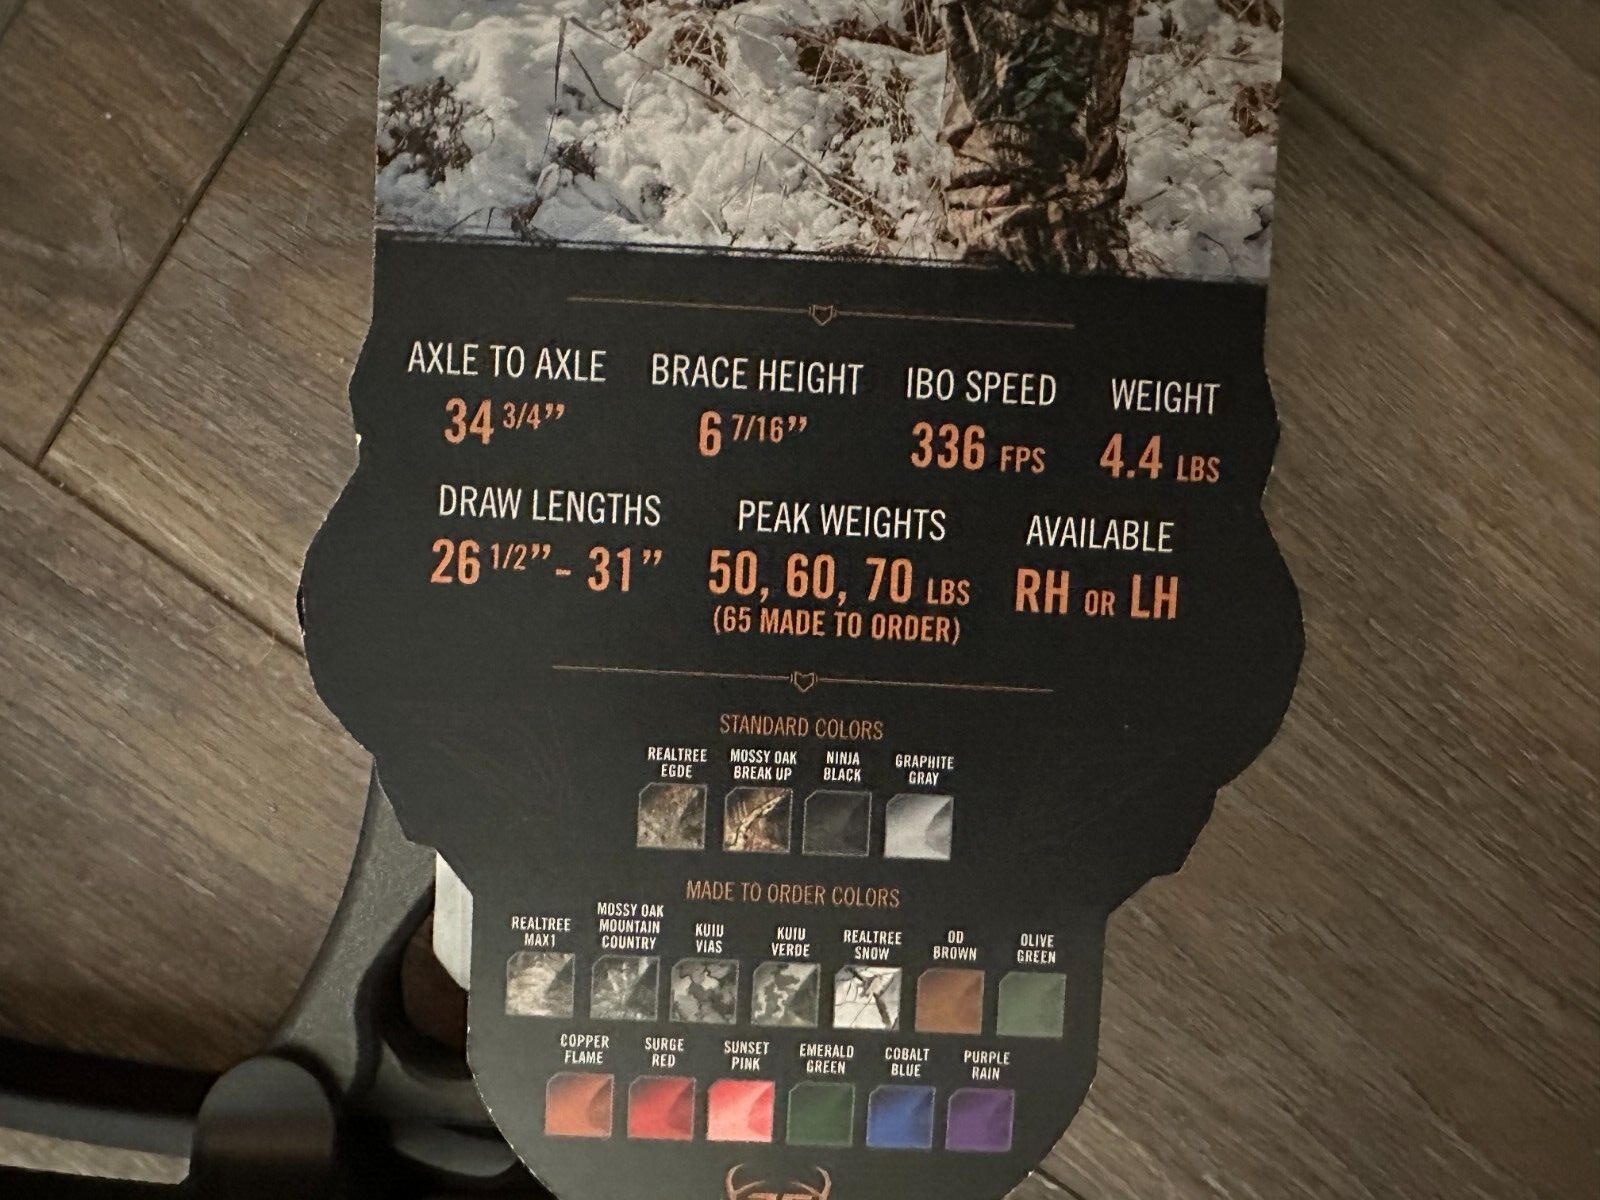 AXLE TO AXLE BRACE HEIGHT IBO SPEED WEIGHT
34 3/4” 6 7/16” 336 FPS 4.4 LBS
DRAW LENGTHS PEAK WEIGHTS AVAILABLE
26 1/2” - 31” 50, 60, 70 LBS RH OR LH
(65 MADE TO ORDER)
STANDARD COLORS
REALTREE EGDE
MOSSY OAK BREAK UP
NINJA BLACK
GRAPHITE GRAY
MADE TO ORDER COLORS
REALTREE MAX1
MOSSY OAK MOUNTAIN COUNTRY
KUIU VIAS
KUIU VERDE
REALTREE SNOW
OD BROWN
OLIVE GREEN
COPPER FLAME
SURGE RED
SUNSET PINK
EMERALD GREEN
COBALT BLUE
PURPLE RAIN